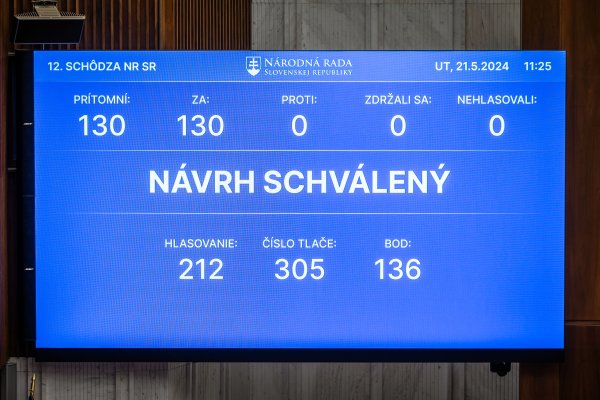 12. SCHÔDZA NR SR NÁRODNÁ RADA UT, 21.5.2024 11:25
SLOVENSKEJ REPUBLIKY
PRÍTOMNÍ: ZA: PROTI: ZDRŽALI SA: NEHLASOVALI:
130 130 0 0 0
NÁVRH SCHVÁLENÝ
HLASOVANIE: ČÍSLO TLAČE: BOD:
212 305 136